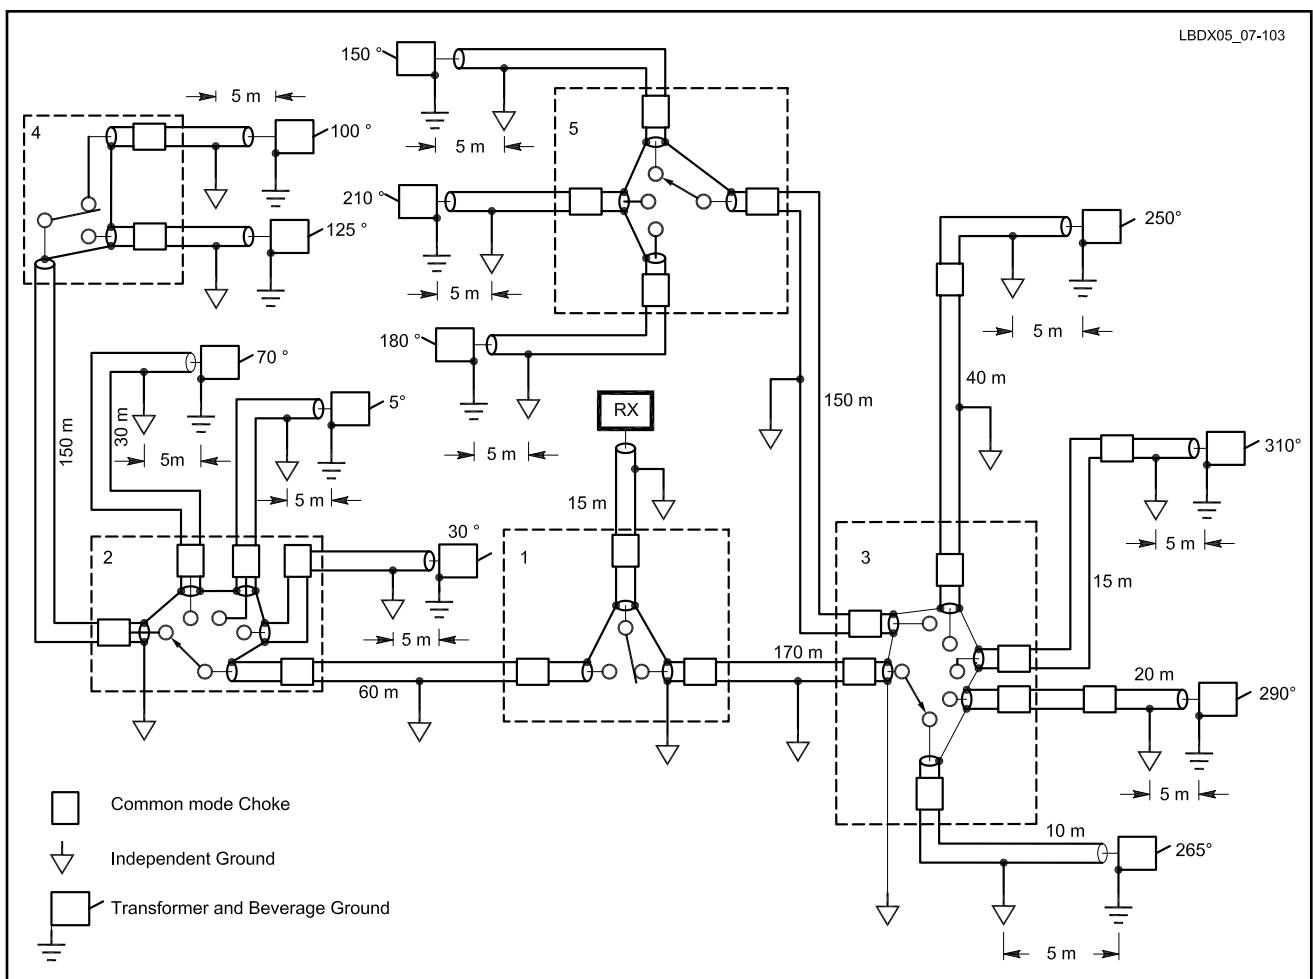 LBDX05_07-103
150 °
5 m
4
5
100 °
5 m
210 °
125 °
250°
5 m
5 m
180 °
70 °
40 m
5°
RX
150 m
150 m
30 m
310°
5m
5 m
5 m
15 m
2
30 °
1
3
5 m
15 m
5 m
170 m
20 m
60 m
290°
5 m
Common mode Choke
10 m
265°
Independent Ground
Transformer and Beverage Ground
5 m